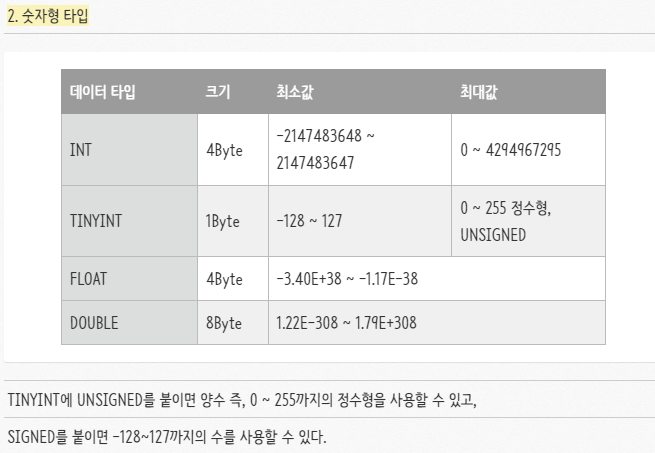 2. 숫자형 타입
데이터 타입 크기 최소값 최대값
INT 4Byte -2147483648 ~ 2147483647 0 ~ 4294967295
TINYINT 1Byte -128 ~ 127 0 ~ 255 정수형, UNSIGNED
FLOAT 4Byte -3.40E+38 ~ -1.17E-38
DOUBLE 8Byte 1.22E-308 ~ 1.79E+308
TINYINT에 UNSIGNED를 붙이면 양수 즉, 0 ~ 255까지의 정수형을 사용할 수 있고,
SIGNED를 붙이면 -128~127까지의 수를 사용할 수 있다.